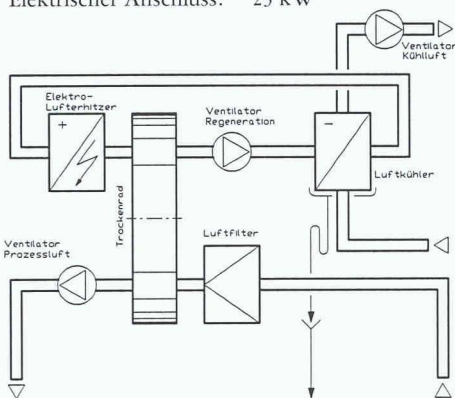 Elektrischer Anschluss: 25 kW
Ventilator
Kühlluft
Elektro-
Lufterhitzer
Ventilator
Regeneration
+
-
Luftkühler
Trockenrad
Luftfilter
Ventilator
Prozessluft